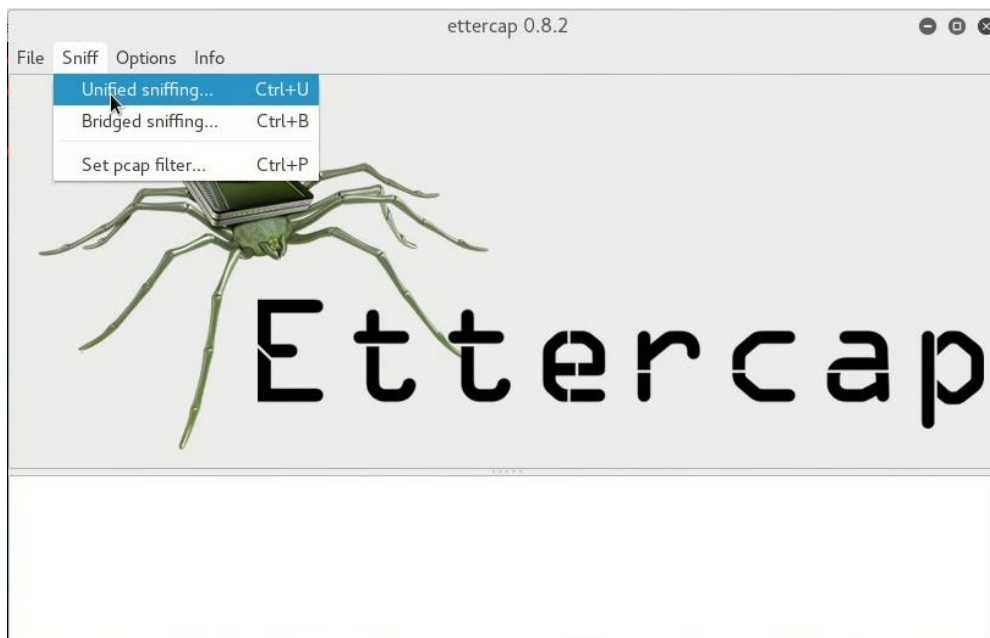 ettercap 0.8.2
File Sniff Options Info
Unified sniffing... Ctrl+U
Bridged sniffing... Ctrl+B
Set pcap filter... Ctrl+P
Ettercap